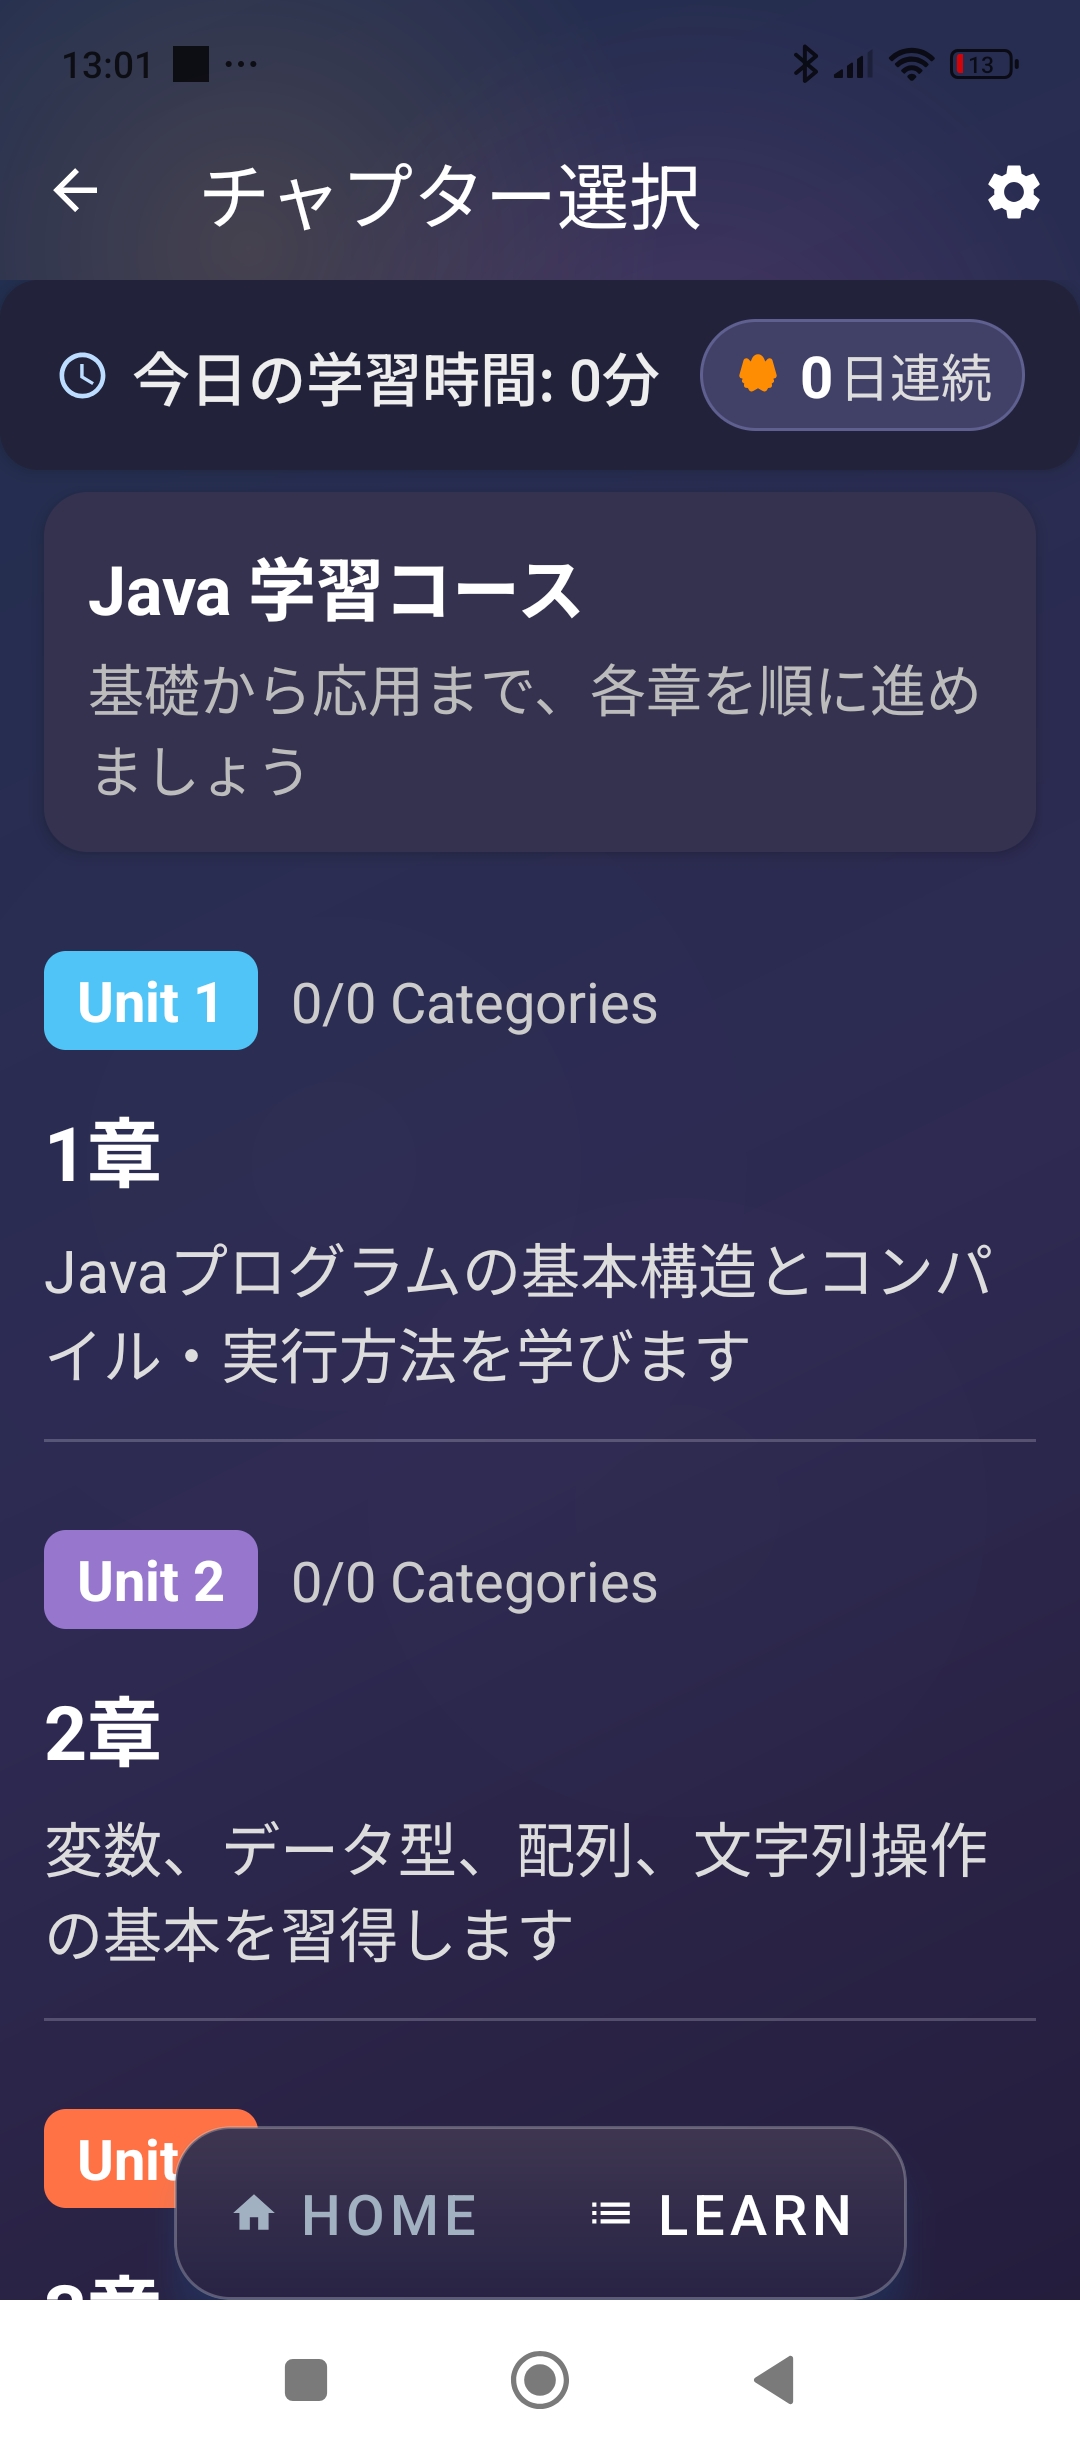 13:01
13
チャプター選択
今日の学習時間: 0分
0日連続
Java 学習コース
基礎から応用まで、各章を順に進め
ましょう
Unit 1 0/0 Categories
1章
Javaプログラムの基本構造とコンパ
イル・実行方法を学びます
Unit 2 0/0 Categories
2章
変数、データ型、配列、文字列操作
の基本を習得します
Unit
HOME LEARN